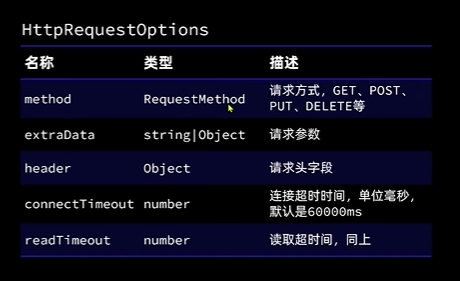 HttpRequestOptions
名称 类型 描述
method RequestMethod 请求方式，GET、POST、
PUT、DELETE等
extraData string|Object 请求参数
header Object 请求头字段
connectTimeout number 连接超时时间，单位毫秒，
默认是60000ms
readTimeout number 读取超时间，同上